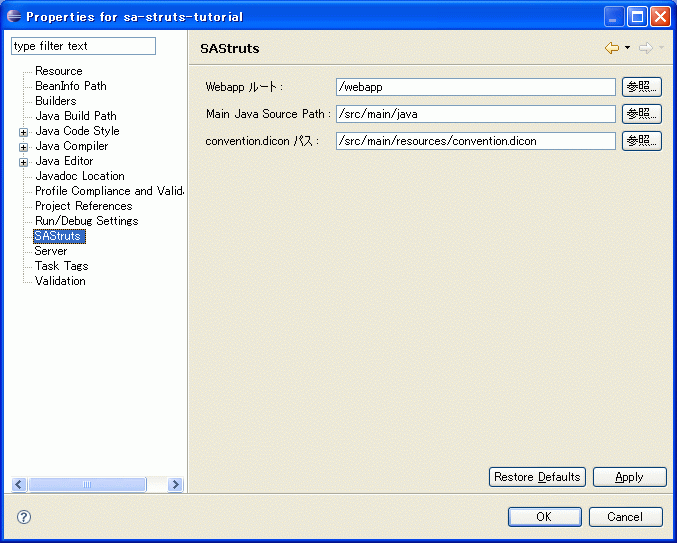 Properties for sa-struts-tutorial
type filter text
Resource
BeanInfo Path
Builders
Java Build Path
Java Code Style
Java Compiler
Java Editor
Javadoc Location
Profile Compliance and Valida
Project References
Run/Debug Settings
SAStruts
Server
Task Tags
Validation
SAStruts
Webapp ルート : /webapp 参照...
Main Java Source Path : /src/main/java 参照...
convention.dicon パス : /src/main/resources/convention.dicon 参照...
Restore Defaults Apply
? OK Cancel